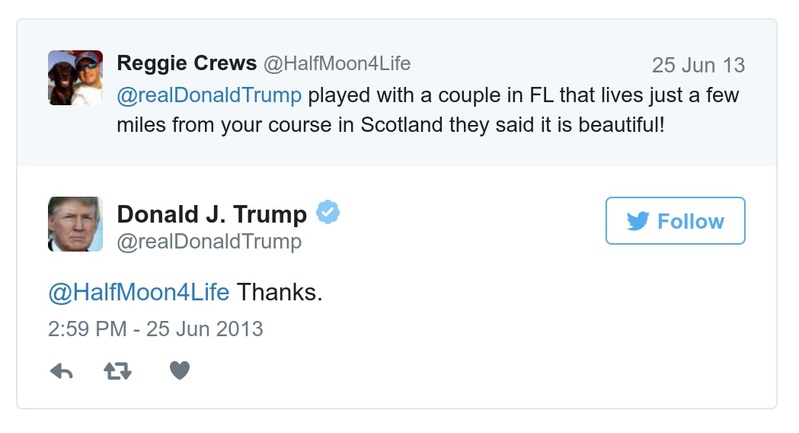 Reggie Crews @HalfMoon4Life 25 Jun 13
@realDonaldTrump played with a couple in FL that lives just a few
miles from your course in Scotland they said it is beautiful!
Donald J. Trump
@realDonaldTrump
Follow
@HalfMoon4Life Thanks.
2:59 PM - 25 Jun 2013